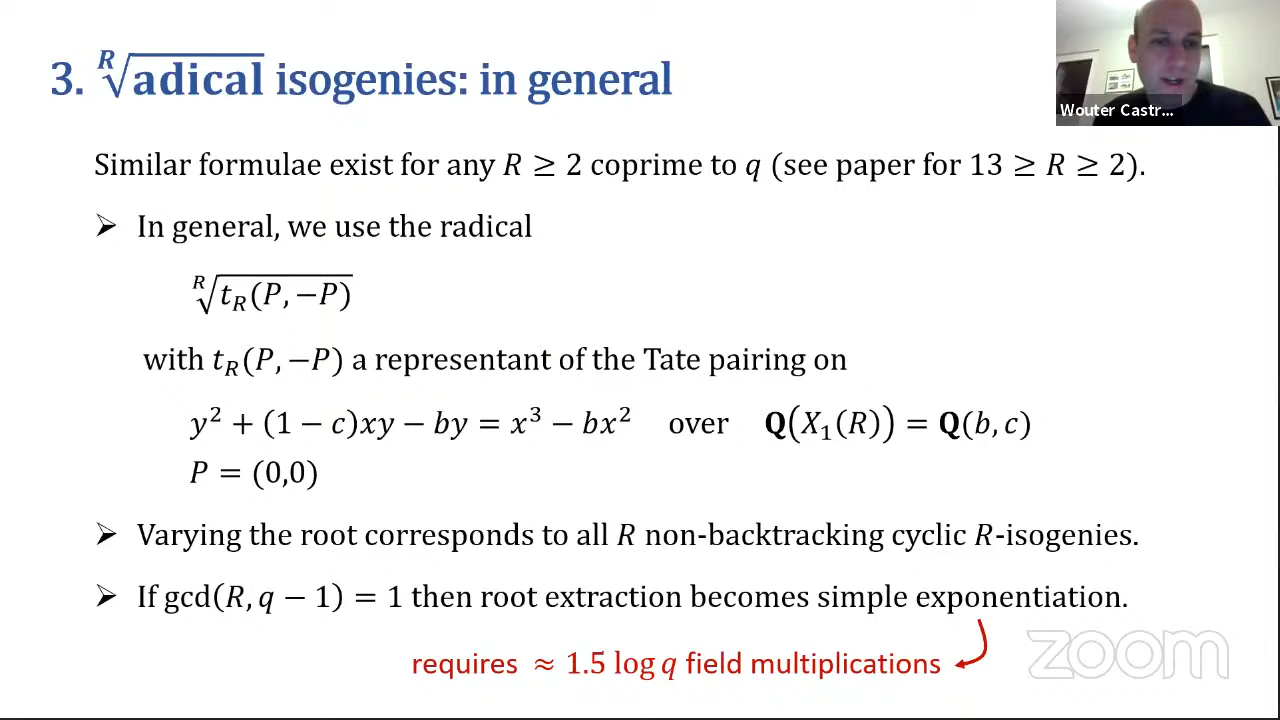 3. ᴿ√adical isogenies: in general
Wouter Castr...
Similar formulae exist for any R ≥ 2 coprime to q (see paper for 13 ≥ R ≥ 2).
➢ In general, we use the radical
ᴿ√t_R(P, −P)
with t_R(P, −P) a representant of the Tate pairing on
y² + (1 − c)xy − by = x³ − bx² over Q(X₁(R)) = Q(b, c)
P = (0,0)
➢ Varying the root corresponds to all R non-backtracking cyclic R-isogenies.
➢ If gcd(R, q − 1) = 1 then root extraction becomes simple exponentiation.
requires ≈ 1.5 log q field multiplications
zoom